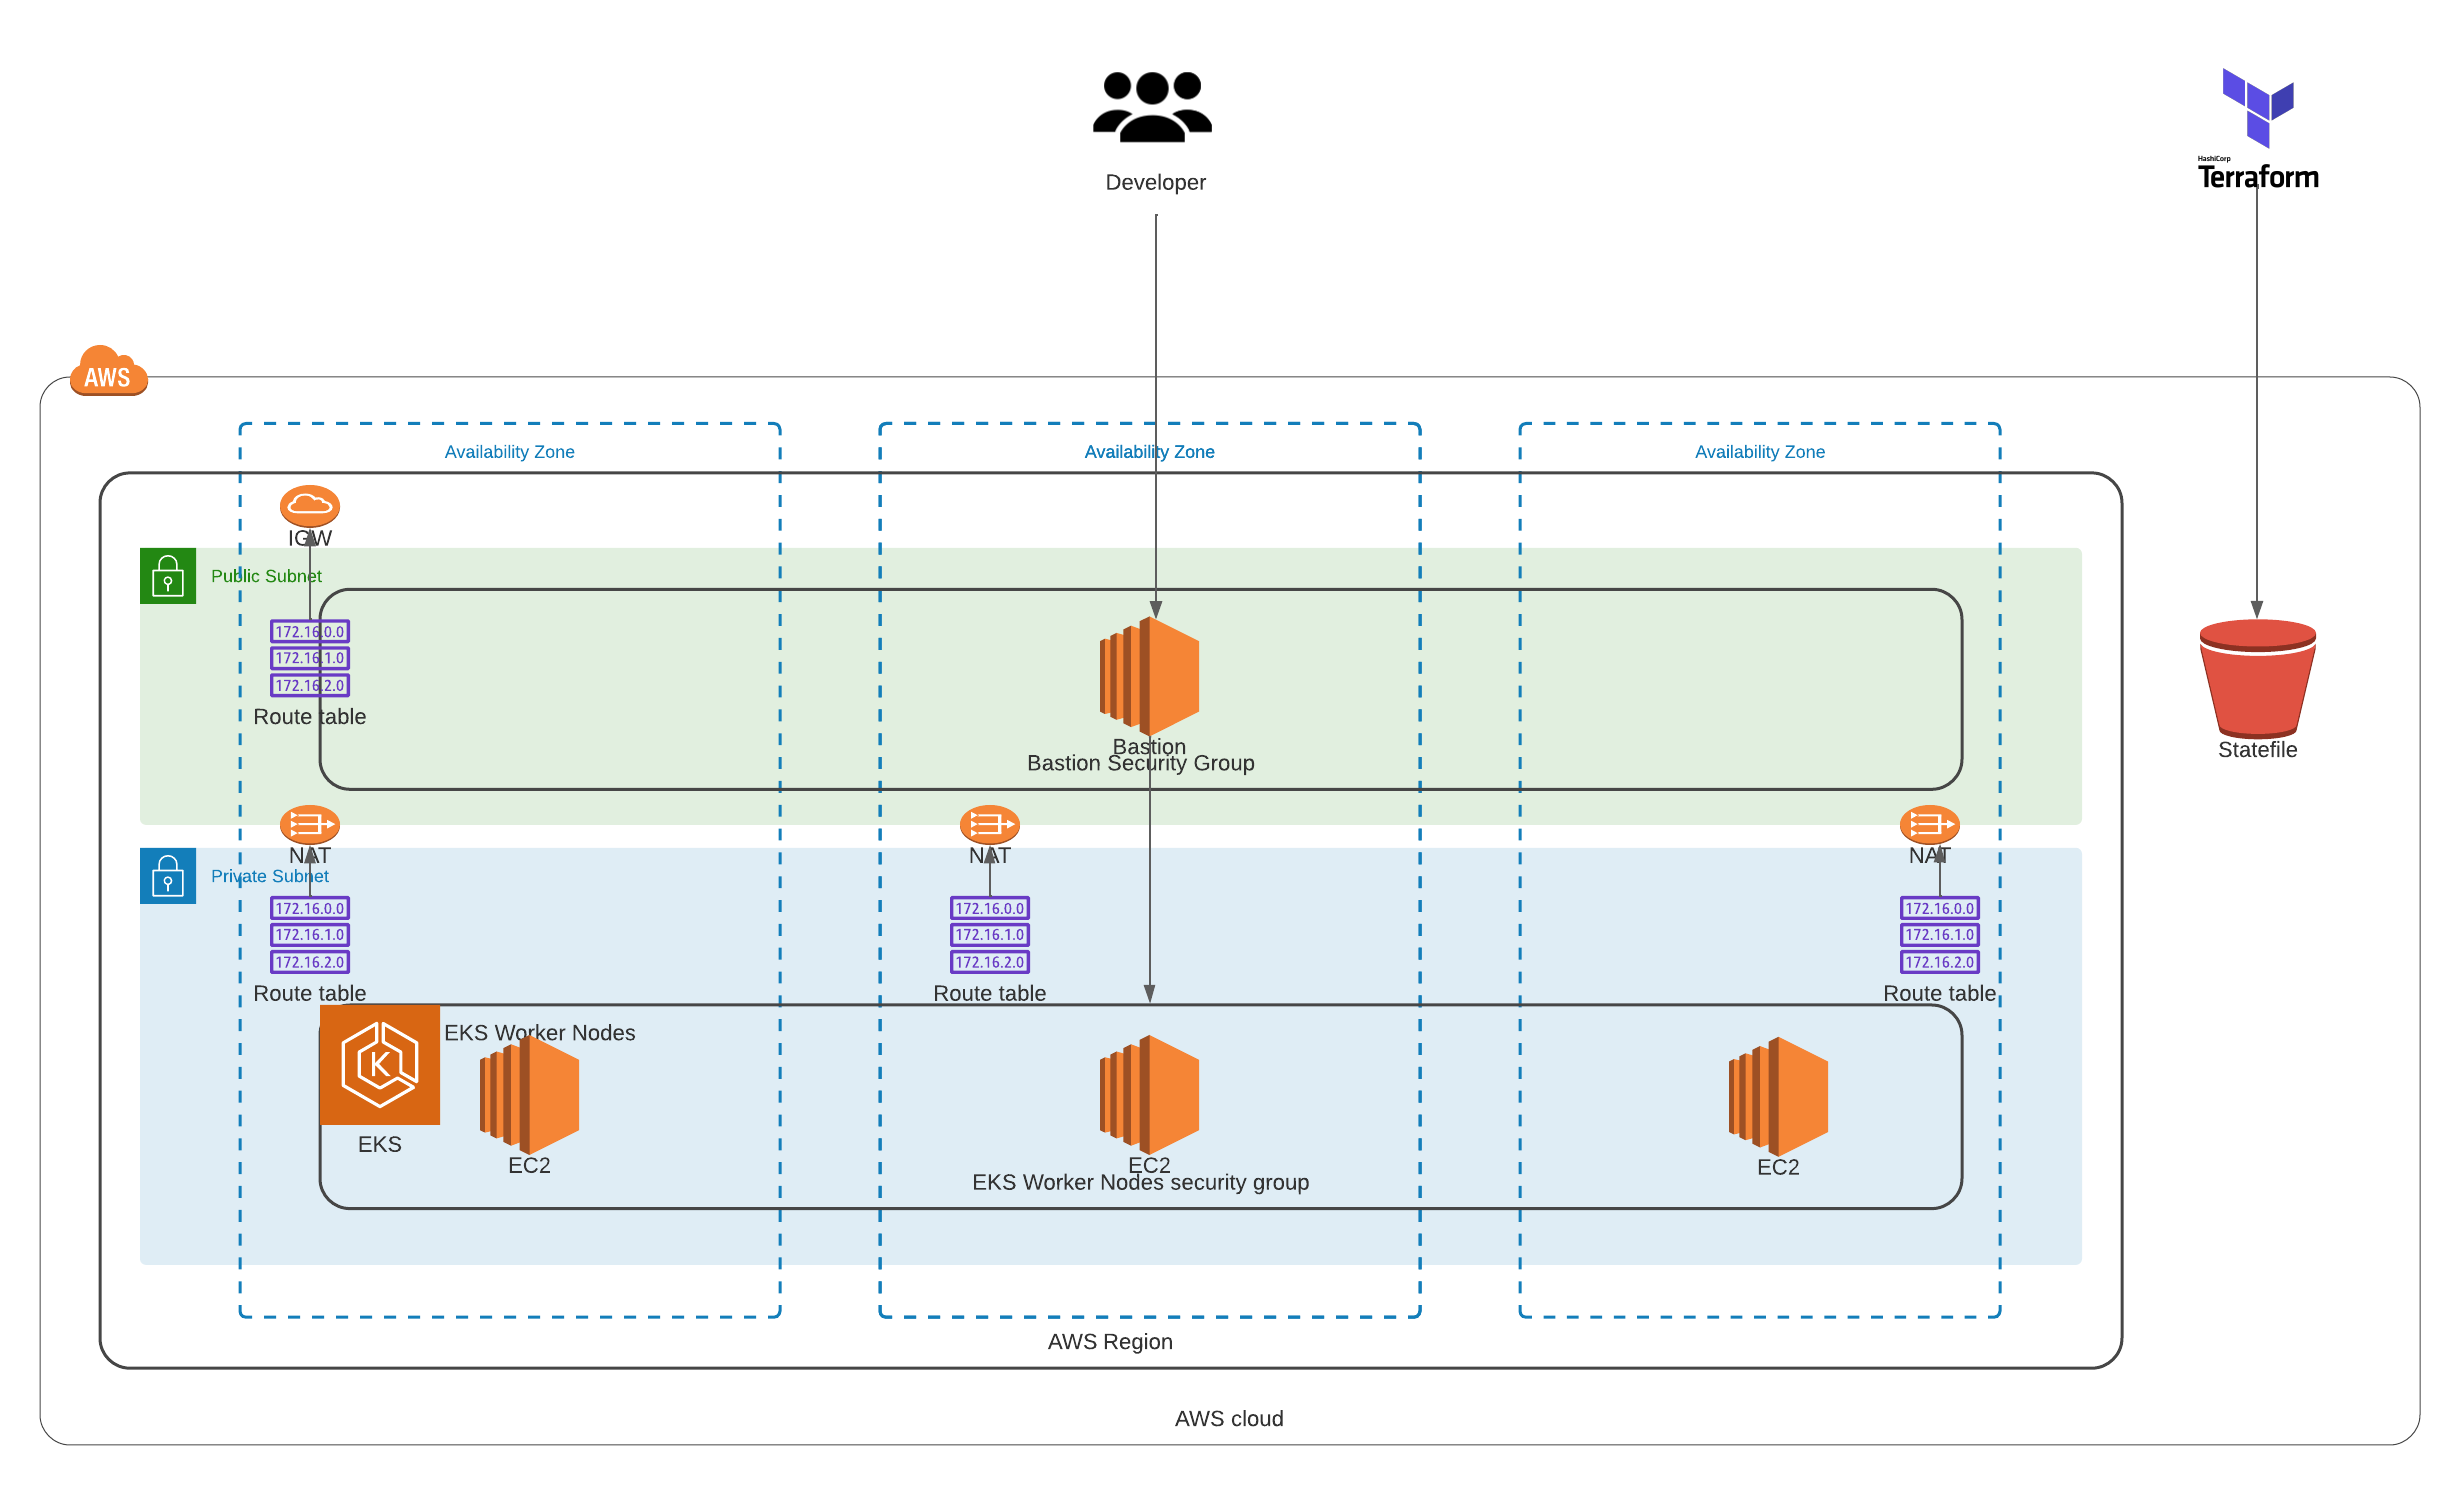 Developer
HashiCorp
Terraform
AWS
Availability Zone
Availability Zone
Availability Zone
IGW
Public Subnet
172.16.0.0
172.16.1.0
172.16.2.0
Route table
Bastion
Bastion Security Group
Statefile
NAT
NAT
NAT
Private Subnet
172.16.0.0
172.16.1.0
172.16.2.0
Route table
172.16.0.0
172.16.1.0
172.16.2.0
Route table
172.16.0.0
172.16.1.0
172.16.2.0
Route table
K
EKS
EKS Worker Nodes
EC2
EC2
EKS Worker Nodes security group
EC2
AWS Region
AWS cloud